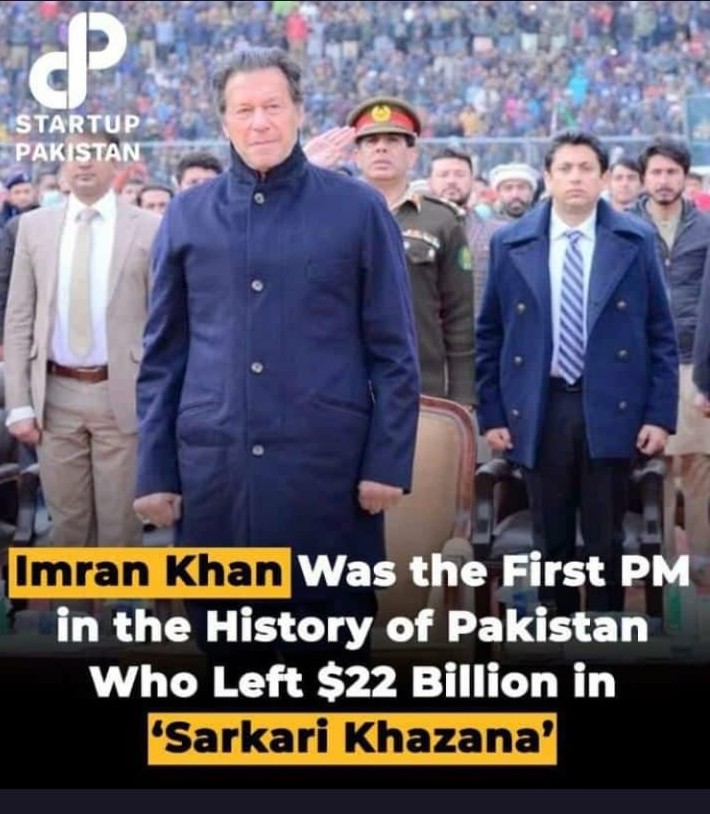 STARTUP
PAKISTAN
Imran Khan Was the First PM
in the History of Pakistan
Who Left $22 Billion in
‘Sarkari Khazana’